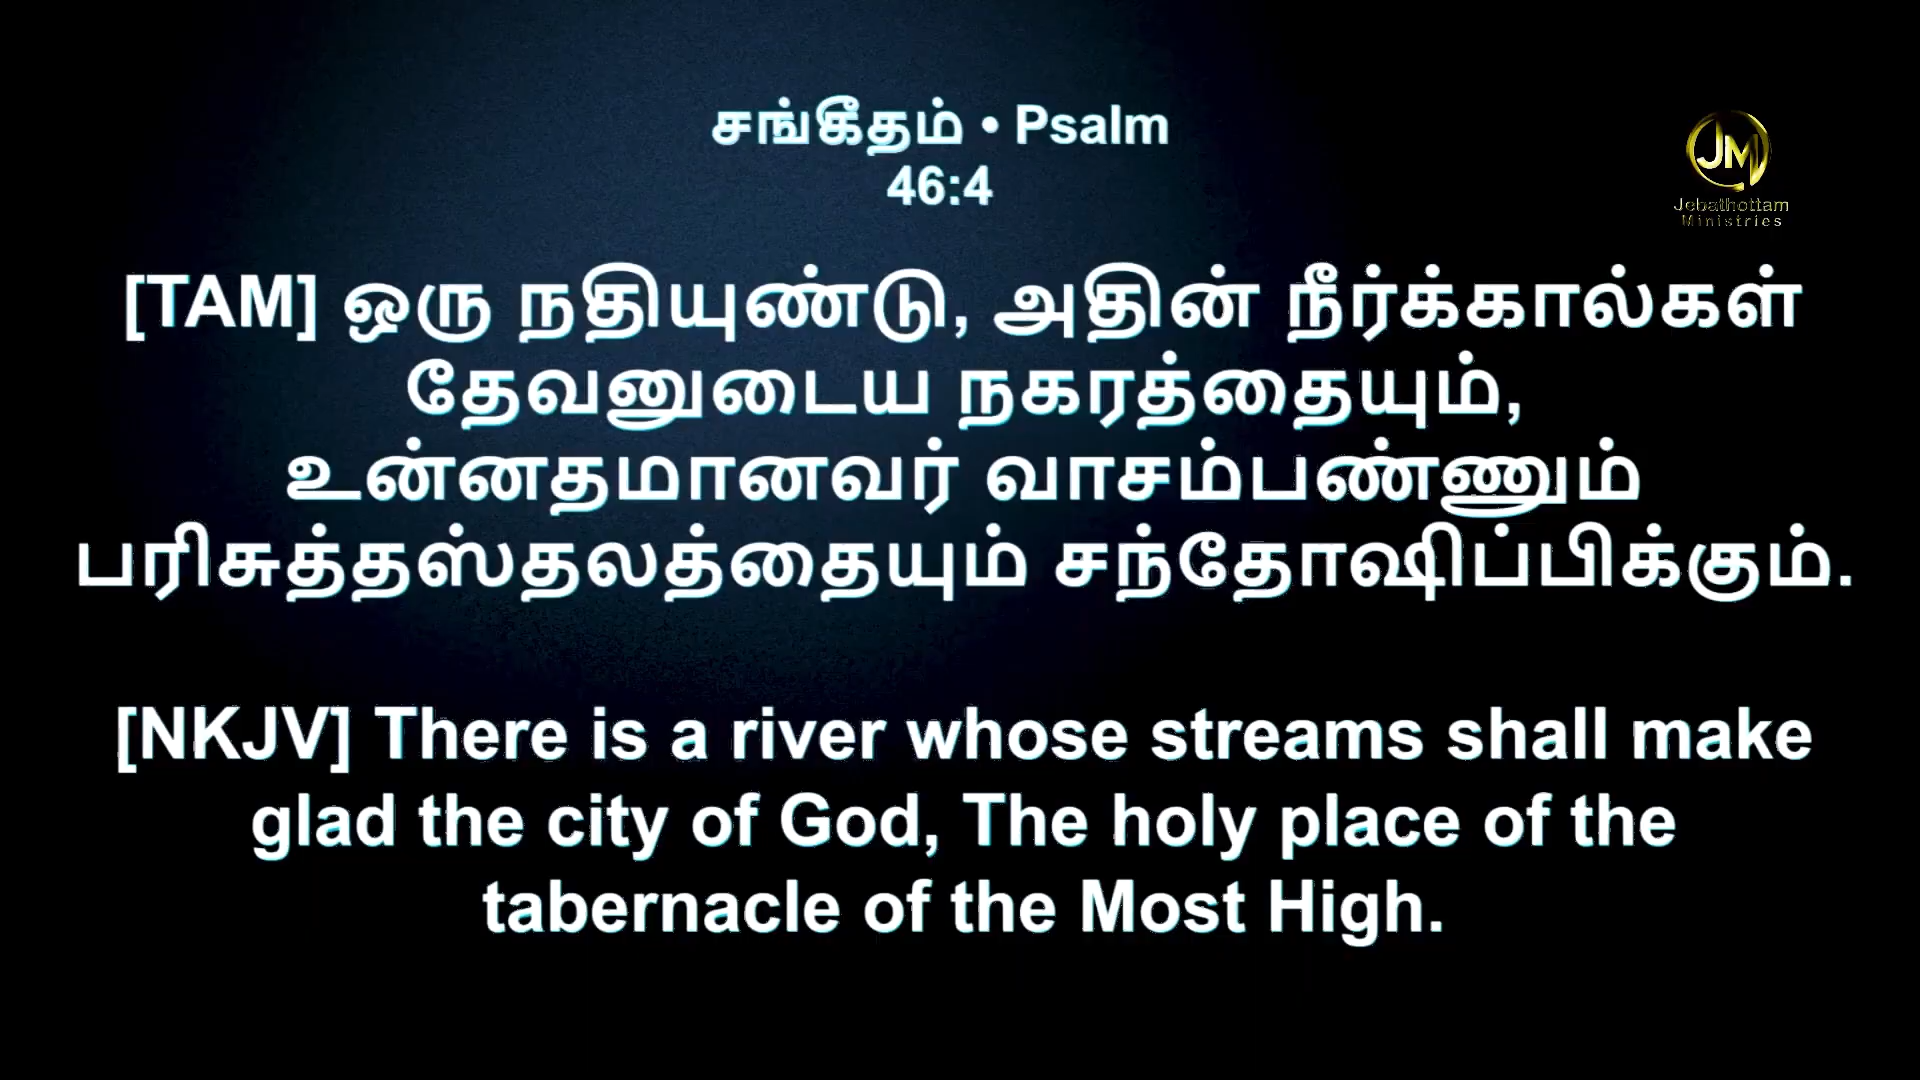 சங்கீதம் • Psalm
46:4
JM
Jebathottam
Ministries
[TAM] ஒரு நதியுண்டு, அதின் நீர்க்கால்கள்
தேவனுடைய நகரத்தையும்,
உன்னதமானவர் வாசம்பண்ணும்
பரிசுத்தஸ்தலத்தையும் சந்தோஷிப்பிக்கும்.
[NKJV] There is a river whose streams shall make
glad the city of God, The holy place of the
tabernacle of the Most High.